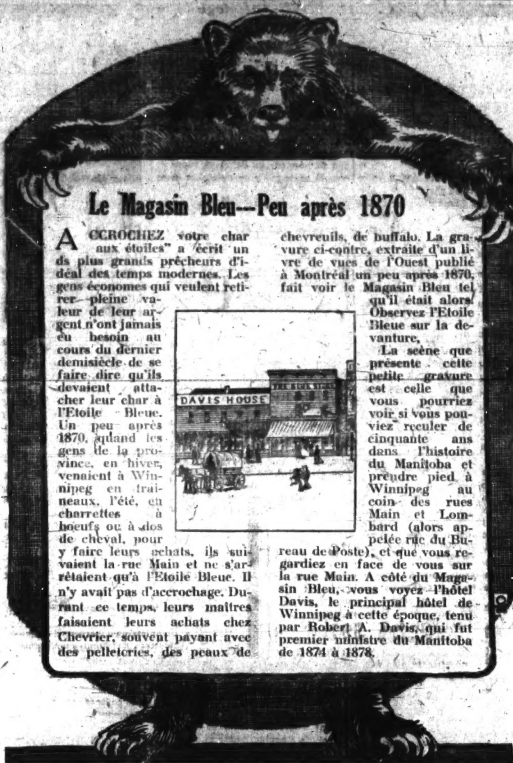 Le Magasin Bleu---Peu après 1870
ACCROCHEZ votre char
aux étoiles" a écrit un
ds plus grands prêcheurs d'i-
déal des temps modernes. Les
gens économes qui veulent reti-
rer pleine va-
leur de leur ar-
gent n'ont jamais
eu besoin au
cours du dernier
demisiècle de se
faire dire qu'ils
devaient atta-
cher leur char à
l'Etoile Bleue.
Un peu après
1870, quand les
gens de la pro-
vince, en hiver,
venaient à Win-
nipeg en trai-
neaux, l'été, en
charrettes à
boeufs ou à dos
de cheval, pour
y faire leurs achats, ils sui-
vaient la rue Main et ne s'ar-
rêtaient qu'à l'Etoile Bleue. Il
n'y avait pas d'accrochage. Du-
rant ce temps, leurs maîtres
faisaient leurs achats chez
Chevrier, souvent payant avec
des pelleteries, des peaux de
chevreuils, de buffalo. La gra-
vure ci-contre, extraite d'un li-
vre de vues de l'Ouest publié
à Montréal un peu après 1870,
fait voir le Magasin Bleu tel
qu'il était alors.
Observez l'Etoile
Bleue sur la de-
vanture,
La scène que
présente cette
petite gravure
est celle que
vous pourriez
voir si vous pou-
viez reculer de
cinquante ans
dans l'histoire
du Manitoba et
prendre pied à
Winnipeg au
coin des rues
Main et Lom-
bard (alors ap-
pelée rue du Bu-
reau de Poste), et que vous re-
gardiez en face de vous sur
la rue Main. A côté du Maga-
sin Bleu, vous voyez l'hôtel
Davis, le principal hôtel de
Winnipeg à cette époque, tenu
par Robert A. Davis, qui fut
premier ministre du Manitoba
de 1874 à 1878.
DAVIS HOUSE
THE BLUE STORE